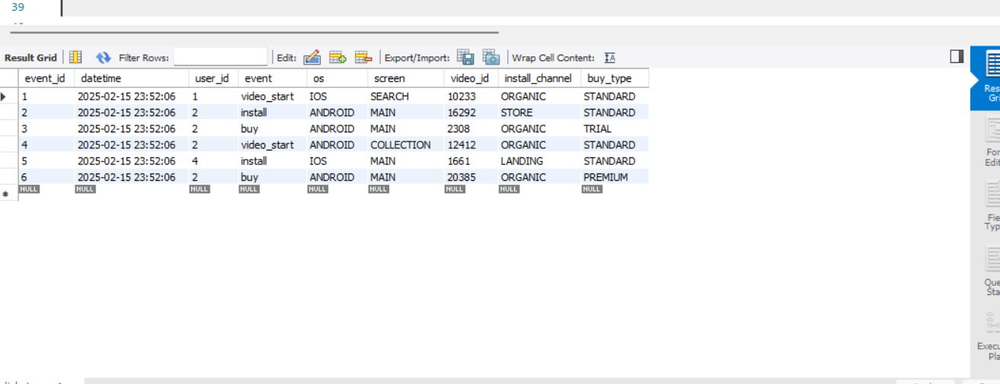 39
Result Grid Filter Rows: Edit: Export/Import: Wrap Cell Content: IA
event_id datetime user_id event os screen video_id install_channel buy_type
1 2025-02-15 23:52:06 1 video_start IOS SEARCH 10233 ORGANIC STANDARD
2 2025-02-15 23:52:06 2 install ANDROID MAIN 16292 STORE STANDARD
3 2025-02-15 23:52:06 2 buy ANDROID MAIN 2308 ORGANIC TRIAL
4 2025-02-15 23:52:06 2 video_start ANDROID COLLECTION 12412 ORGANIC STANDARD
5 2025-02-15 23:52:06 4 install IOS MAIN 1661 LANDING STANDARD
6 2025-02-15 23:52:06 2 buy ANDROID MAIN 20385 ORGANIC PREMIUM
NULL NULL NULL NULL NULL NULL NULL NULL NULL
Res
Gri
For
Edit
Fie
Typ
Que
Sta
Execu
Pla